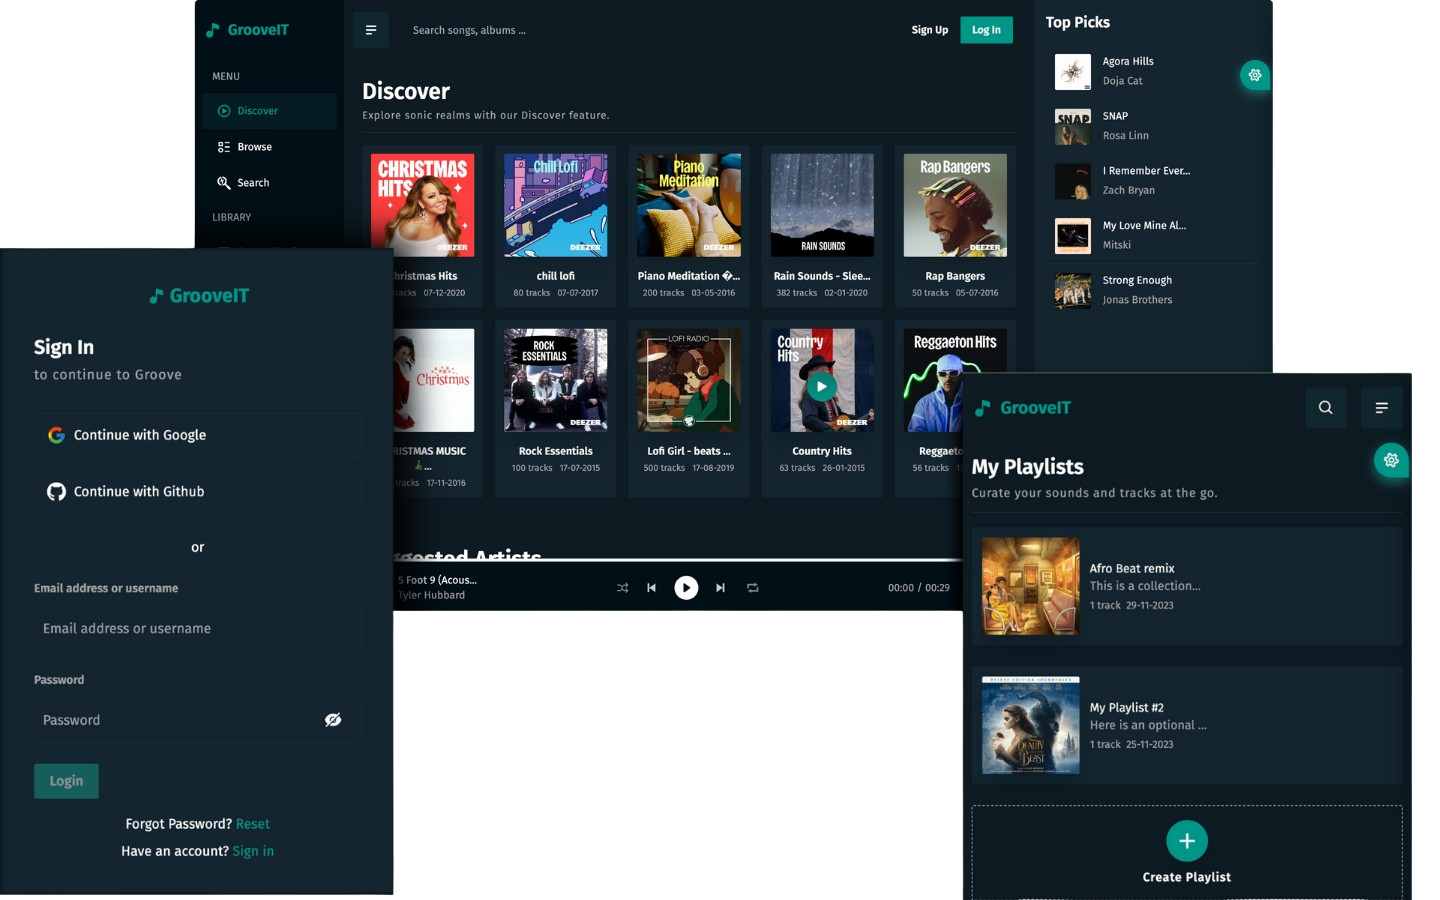 GrooveIT
MENU
Discover
Browse
Search
LIBRARY
Search songs, albums ...
Sign Up
Log In
Discover
Explore sonic realms with our Discover feature.
CHRISTMAS
HITS
DEEZER
hristmas Hits
racks 07-12-2020
Chill Lofi
DEEZER
chill lofi
80 tracks 07-07-2017
Piano
Meditation
DEEZER
Piano Meditation �...
200 tracks 03-05-2016
RAIN SOUNDS
Rain Sounds - Slee...
382 tracks 02-01-2020
Rap Bangers
DEEZER
Rap Bangers
50 tracks 05-07-2016
Christmas
RISTMAS MUSIC
🎄...
tracks 17-11-2016
ROCK
ESSENTIALS
DEEZER
Rock Essentials
100 tracks 17-07-2015
LOFI RADIO
Lofi Girl - beats ...
500 tracks 17-08-2019
Country
Hits
DEEZER
Country Hits
63 tracks 26-01-2015
Reggaeton Hits
Reggaeto
56 tracks 1
ggested Artists
5 Foot 9 (Acous...
Tyler Hubbard
00:00 / 00:29
Top Picks
Agora Hills
Doja Cat
SNAP
SNAP
Rosa Linn
I Remember Ever...
Zach Bryan
My Love Mine Al...
Mitski
Strong Enough
Jonas Brothers
GrooveIT
Sign In
to continue to Groove
Continue with Google
Continue with Github
or
Email address or username
Email address or username
Password
Password
Login
Forgot Password? Reset
Have an account? Sign in
GrooveIT
My Playlists
Curate your sounds and tracks at the go.
Afro Beat remix
This is a collection...
1 track 29-11-2023
DELUXE EDITION SOUNDTRACK
BEAUTY
BEAST
My Playlist #2
Here is an optional ...
1 track 25-11-2023
Create Playlist